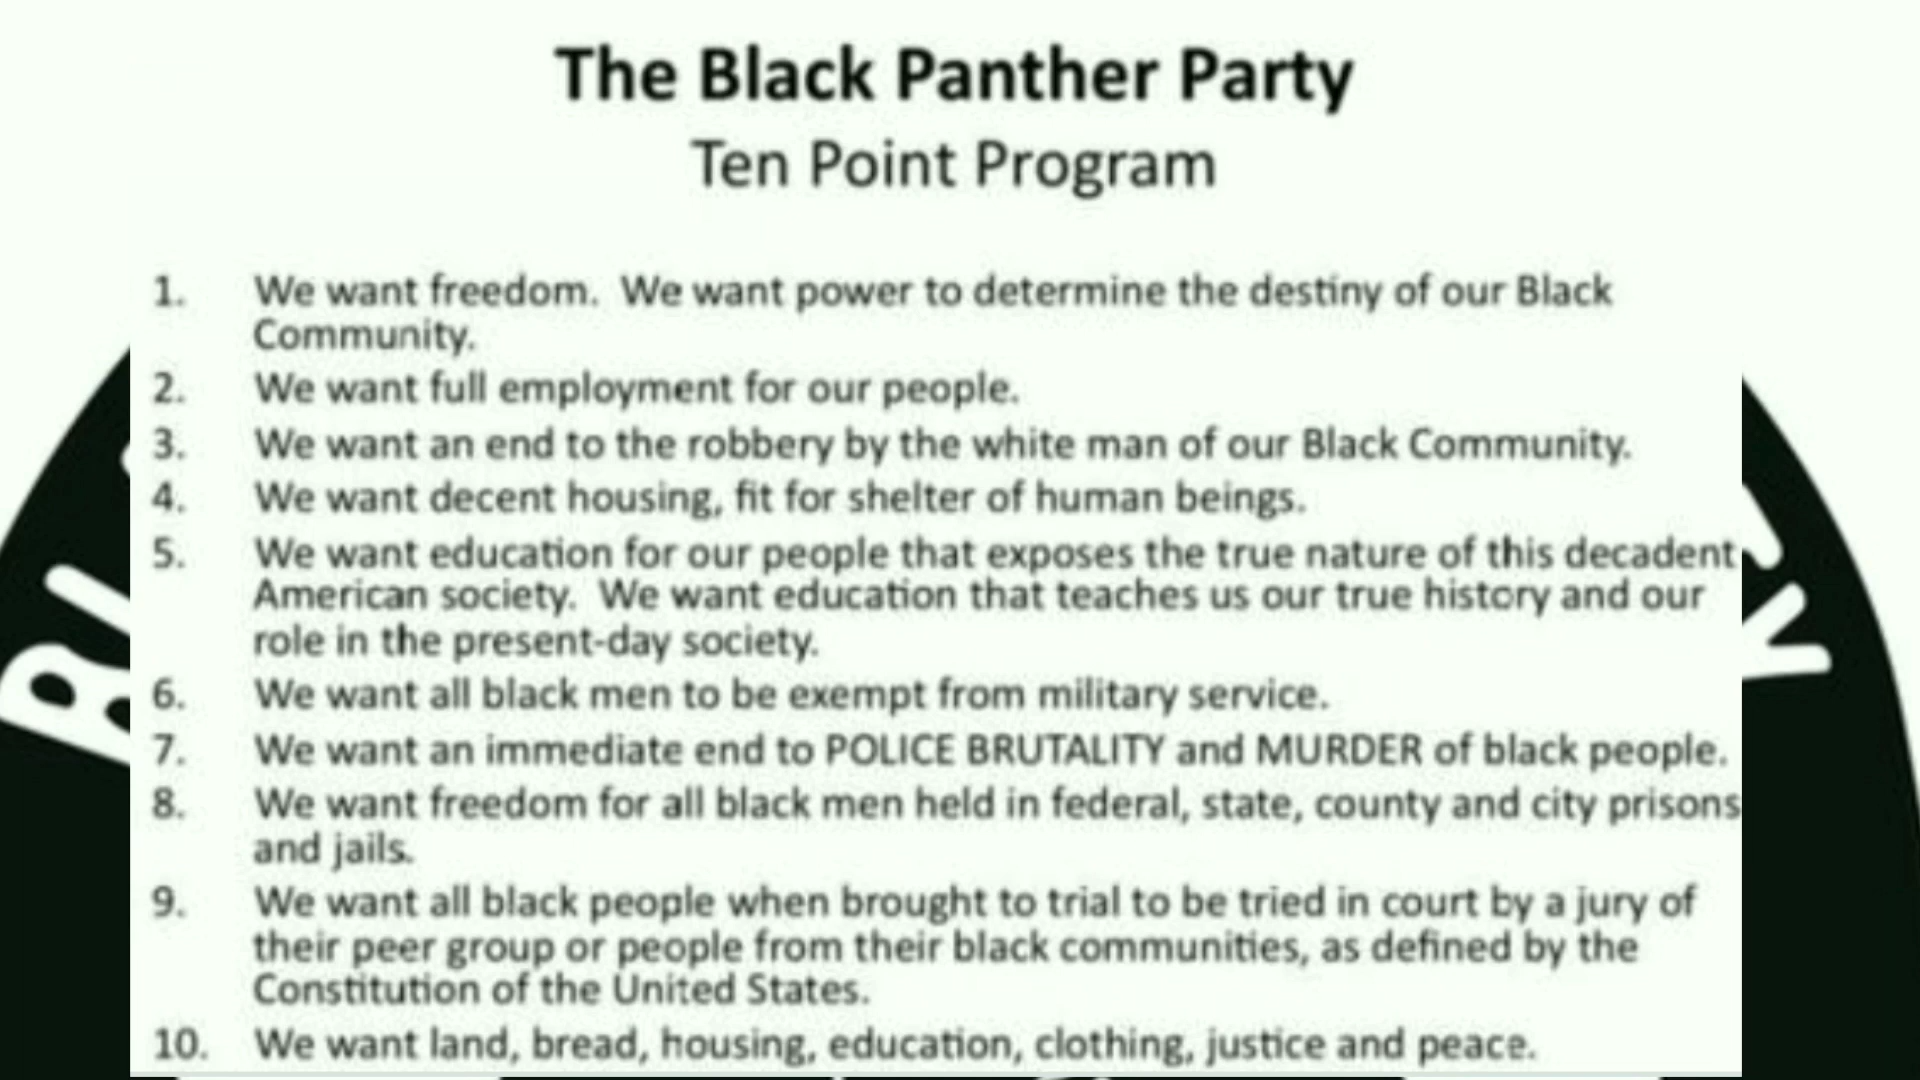 The Black Panther Party
Ten Point Program
1. We want freedom. We want power to determine the destiny of our Black
Community.
2. We want full employment for our people.
3. We want an end to the robbery by the white man of our Black Community.
4. We want decent housing, fit for shelter of human beings.
5. We want education for our people that exposes the true nature of this decadent
American society. We want education that teaches us our true history and our
role in the present-day society.
6. We want all black men to be exempt from military service.
7. We want an immediate end to POLICE BRUTALITY and MURDER of black people.
8. We want freedom for all black men held in federal, state, county and city prisons
and jails.
9. We want all black people when brought to trial to be tried in court by a jury of
their peer group or people from their black communities, as defined by the
Constitution of the United States.
10. We want land, bread, housing, education, clothing, justice and peace.